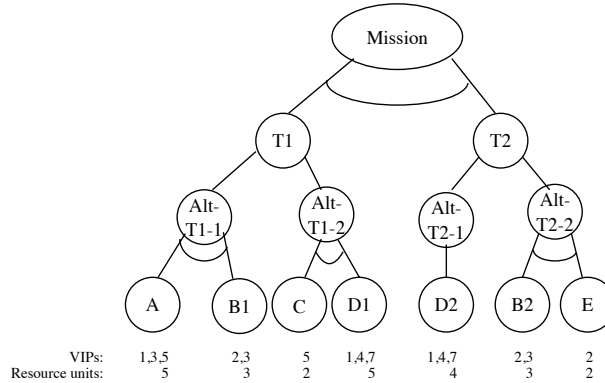 Mission
T1 T2
Alt- Alt- Alt- Alt-
T1-1 T1-2 T2-1 T2-2
A B1 C D1 D2 B2 E
VIPs: 1,3,5 2,3 5 1,4,7 1,4,7 2,3 2
Resource units: 5 3 2 5 4 3 2